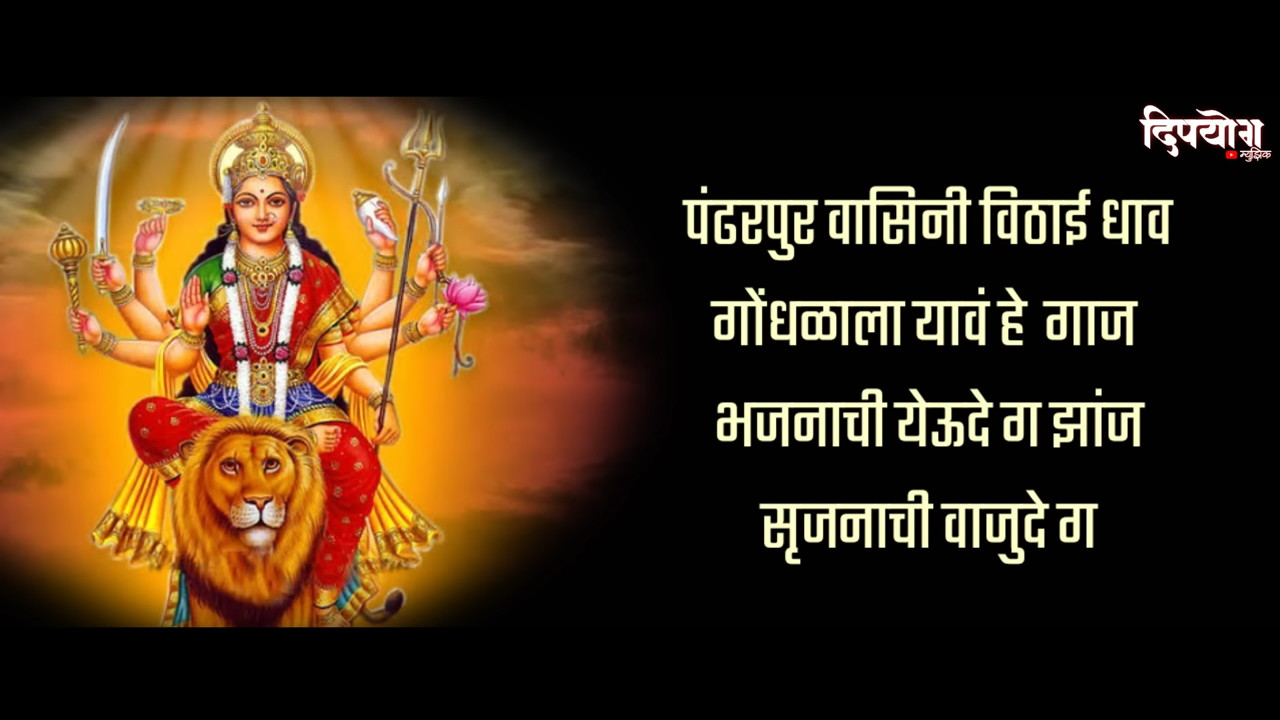 दिपयोग
म्युझिक
पंढरपुर वासिनी विठाई धाव
गोंधळाला यावं हे गाज
भजनाची येऊदे ग झांज
सृजनाची वाजुदे ग